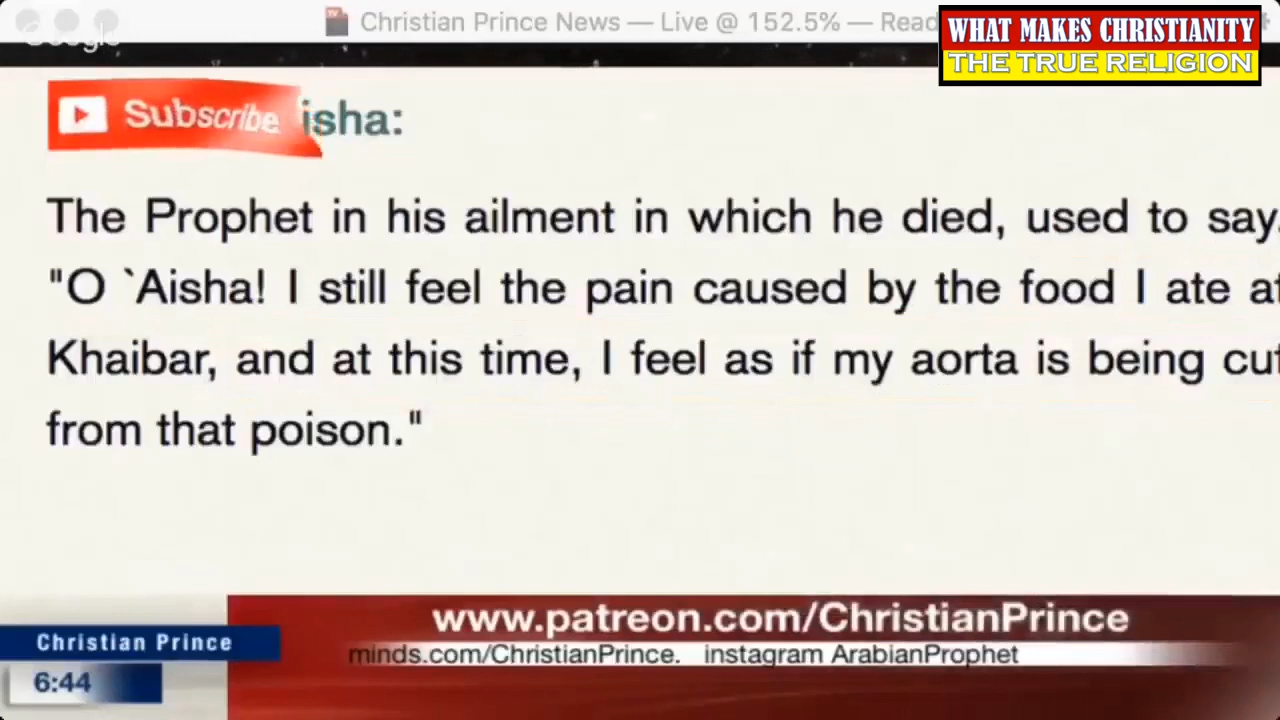 Christian Prince News — Live @ 152.5% — Read
WHAT MAKES CHRISTIANITY
THE TRUE RELIGION
Google
Subscribe isha:
The Prophet in his ailment in which he died, used to say,
"O `Aisha! I still feel the pain caused by the food I ate at
Khaibar, and at this time, I feel as if my aorta is being cut
from that poison."
www.patreon.com/ChristianPrince
Christian Prince
minds.com/ChristianPrince. instagram ArabianProphet
6:44